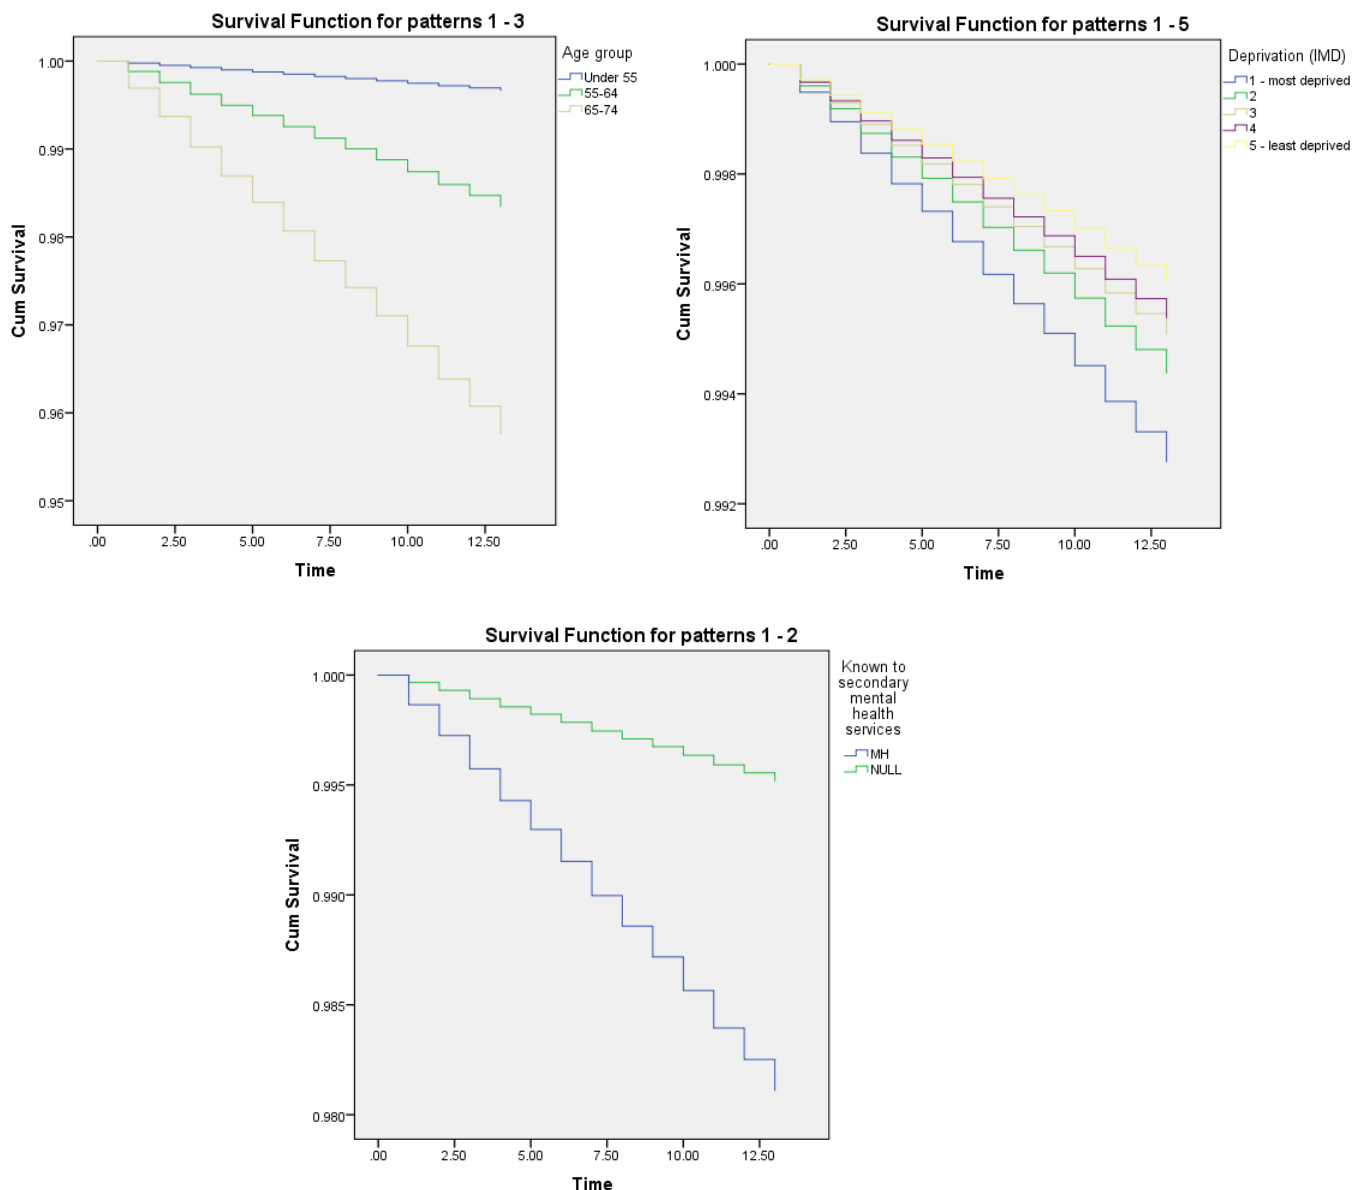 Survival Function for patterns 1 - 3
Age group
Under 55
55-64
65-74
1.00
0.99
0.98
0.97
0.96
0.95
Cum Survival
.00 2.50 5.00 7.50 10.00 12.50
Time
Survival Function for patterns 1 - 5
Deprivation (IMD)
1 - most deprived
2
3
4
5 - least deprived
1.000
0.998
0.996
0.994
0.992
Cum Survival
.00 2.50 5.00 7.50 10.00 12.50
Time
Survival Function for patterns 1 - 2
Known to
secondary
mental
health
services
MH
NULL
1.000
0.995
0.990
0.985
0.980
Cum Survival
.00 2.50 5.00 7.50 10.00 12.50
Time